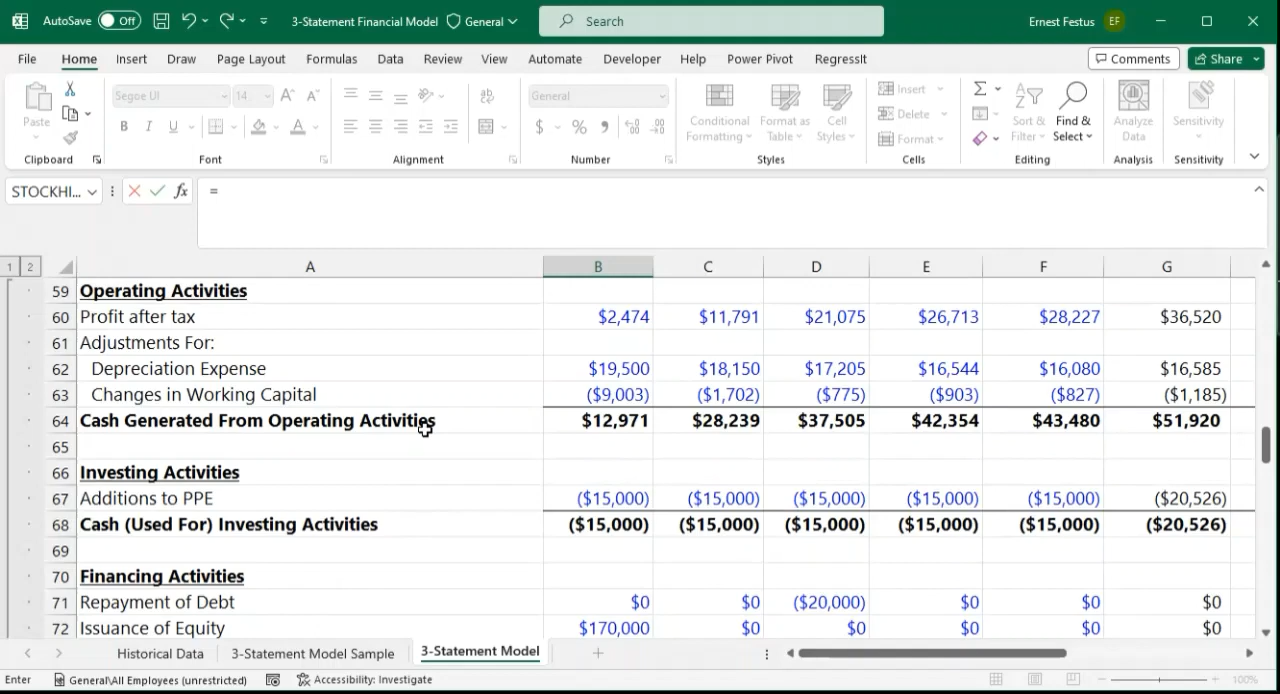 AutoSave Off 3-Statement Financial Model General Search Ernest Festus EF
File Home Insert Draw Page Layout Formulas Data Review View Automate Developer Help Power Pivot RegressIt Comments Share
Paste Segoe UI 14 A A ab General Conditional Formatting Format as Table Cell Styles Insert Delete Format Sort & Filter Find & Select Analyze Data Sensitivity
B I U A $ %
Clipboard Font Alignment Number Styles Cells Editing Analysis Sensitivity
STOCKHI... fx =
1 2 A B C D E F G
59 Operating Activities
60 Profit after tax $2,474 $11,791 $21,075 $26,713 $28,227 $36,520
61 Adjustments For:
62 Depreciation Expense $19,500 $18,150 $17,205 $16,544 $16,080 $16,585
63 Changes in Working Capital ($9,003) ($1,702) ($775) ($903) ($827) ($1,185)
64 Cash Generated From Operating Activities $12,971 $28,239 $37,505 $42,354 $43,480 $51,920
65
66 Investing Activities
67 Additions to PPE ($15,000) ($15,000) ($15,000) ($15,000) ($15,000) ($20,526)
68 Cash (Used For) Investing Activities ($15,000) ($15,000) ($15,000) ($15,000) ($15,000) ($20,526)
69
70 Financing Activities
71 Repayment of Debt $0 $0 ($20,000) $0 $0 $0
72 Issuance of Equity $170,000 $0 $0 $0 $0 $0
Historical Data 3-Statement Model Sample 3-Statement Model
Enter General\All Employees (unrestricted) Accessibility: Investigate 100%